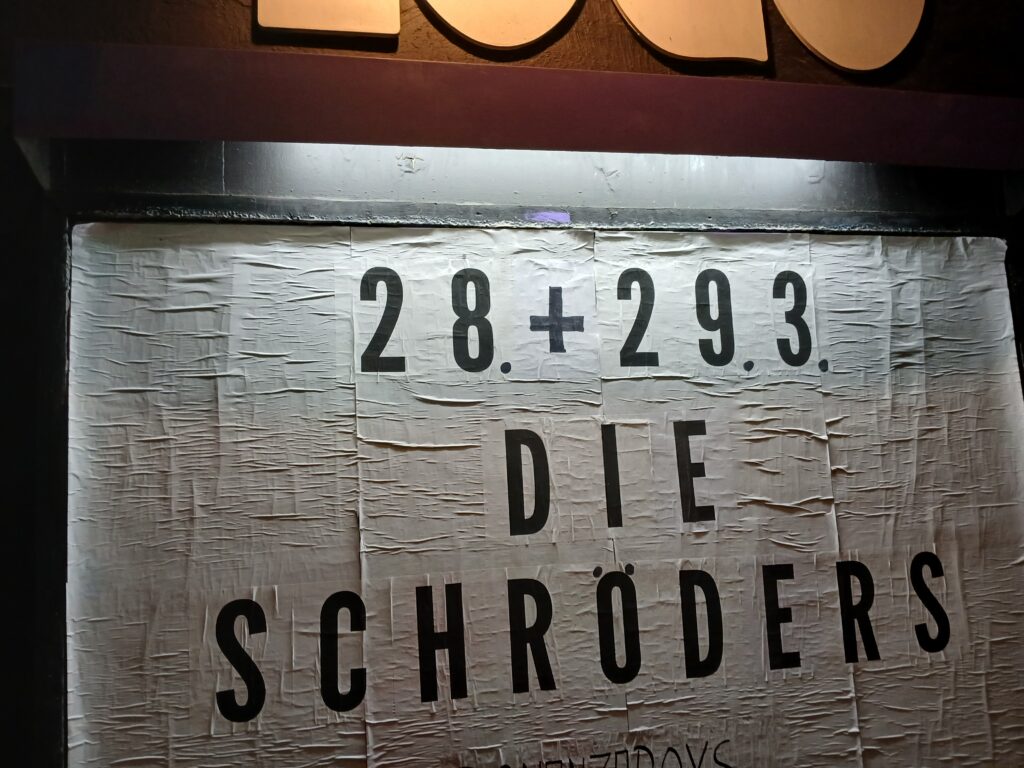 28.+29.3.
DIE
SCHRÖDERS